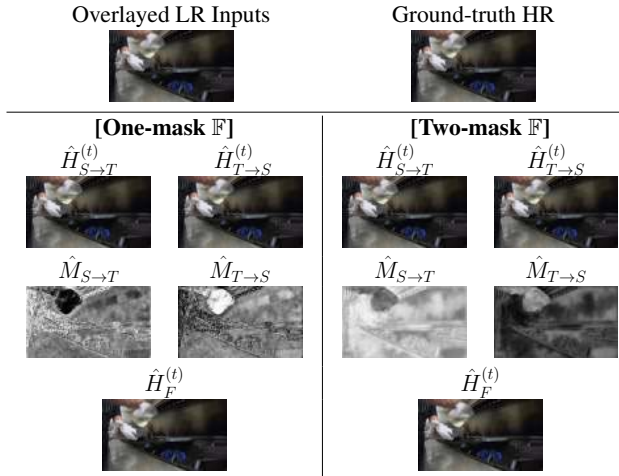 Overlayed LR Inputs Ground-truth HR
[One-mask 𝔽] [Two-mask 𝔽]
Ĥ_{S→T}^{(t)} Ĥ_{T→S}^{(t)} Ĥ_{S→T}^{(t)} Ĥ_{T→S}^{(t)}
M̂_{S→T} M̂_{T→S} M̂_{S→T} M̂_{T→S}
Ĥ_F^{(t)} Ĥ_F^{(t)}